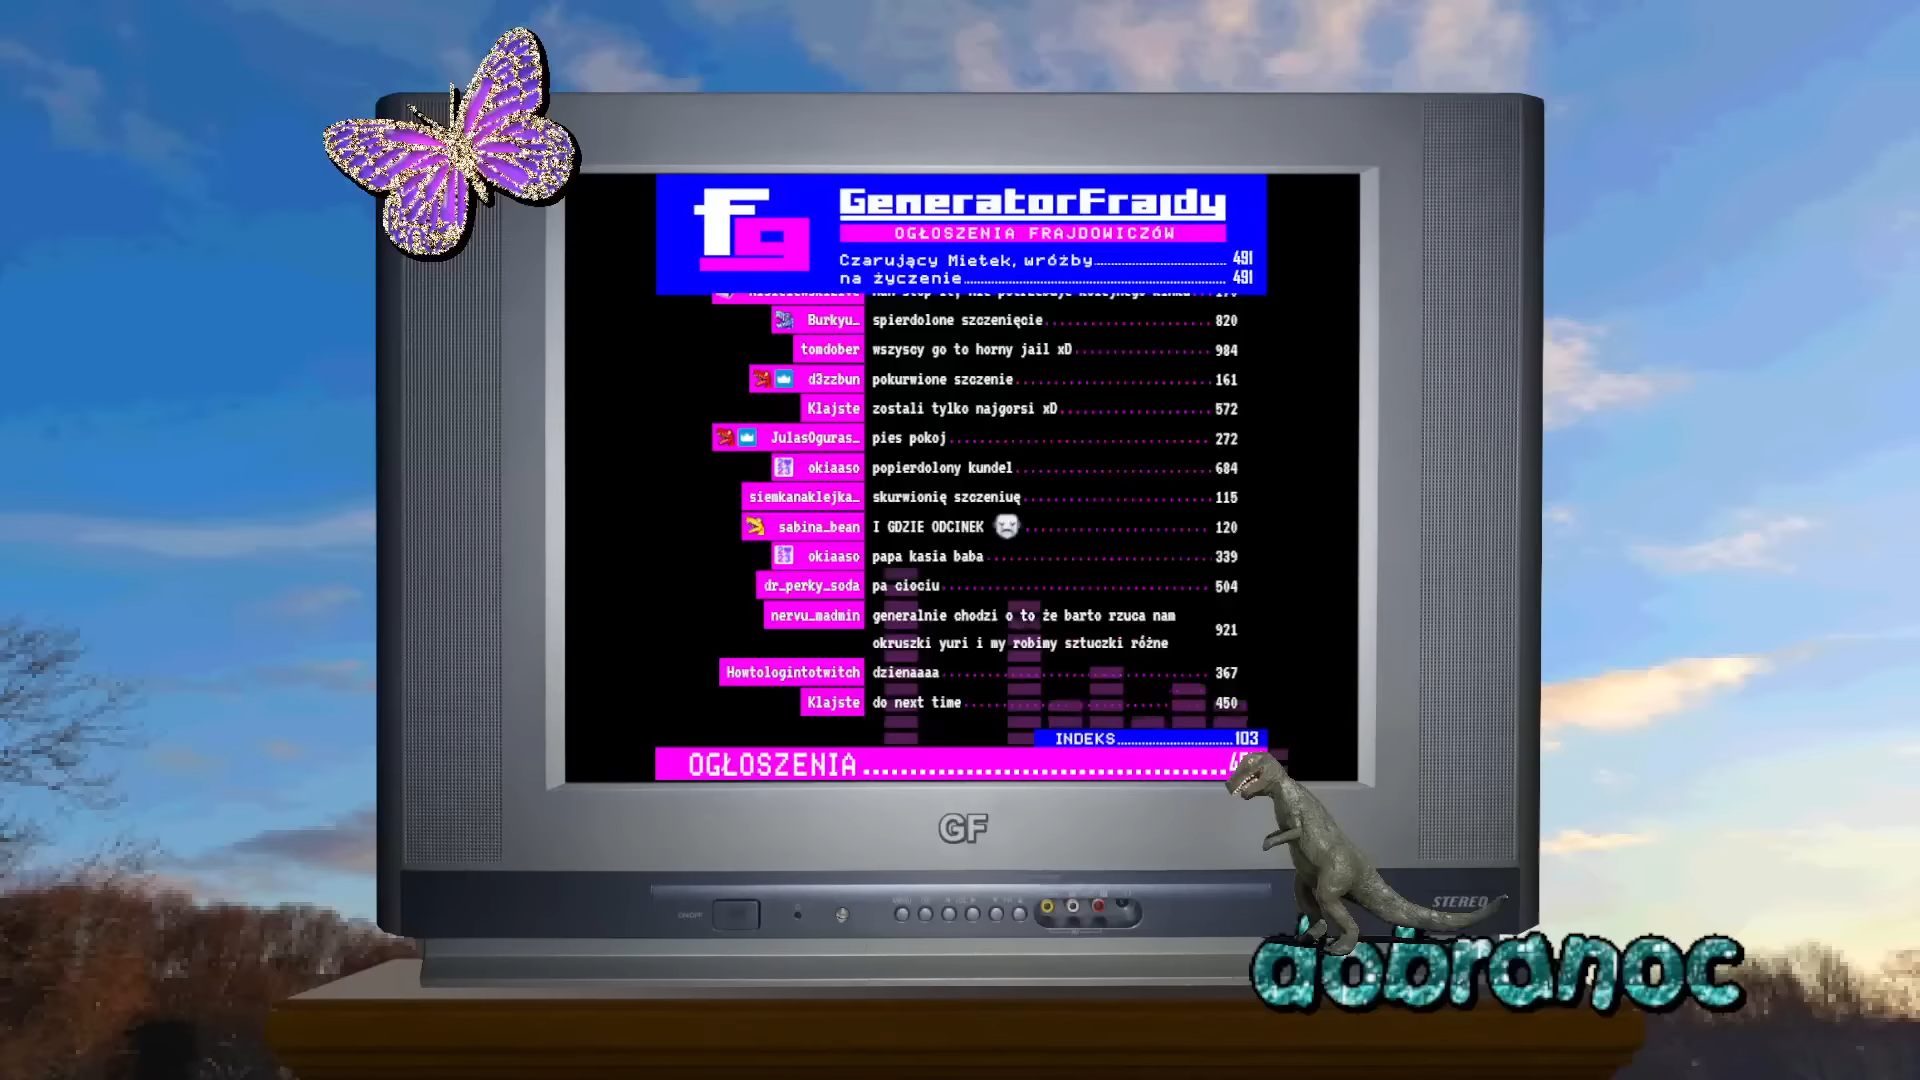 fg
GeneratorFrajdy
OGŁOSZENIA FRAJDOWICZÓW
Czarujący Mietek, wróżby 491
na życzenie 491
Burkyu_ spierdolone szczenięcie 820
tomdober wszyscy go to horny jail xD 984
d3zzbun pokurwione szczenie 161
Klajste zostali tylko najgorsi xD 572
JulasOguras_ pies pokoj 272
okiaaso popierdolony kundel 684
siemkanaklejka_ skurwionię szczeniuę 115
sabina_bean I GDZIE ODCINEK 120
okiaaso papa kasia baba 339
dr_perky_soda pa ciociu 504
nervu_madmin generalnie chodzi o to że barto rzuca nam
okruszki yuri i my robimy sztuczki różne 921
Howtologintotwitch dzienaaaa 367
Klajste do next time 450
INDEKS 103
OGŁOSZENIA
GF
ON/OFF
STEREO
dobranoc